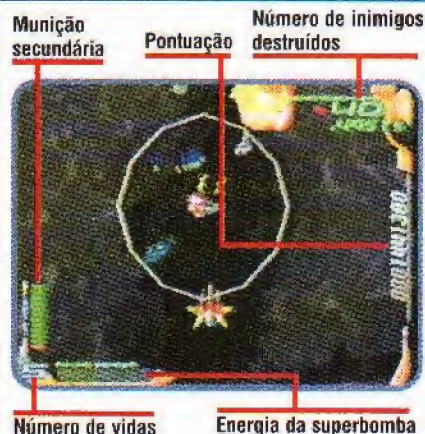 Munição
secundária
Pontuação
Número de inimigos
destruídos
Número de vidas
Energia da superbomba